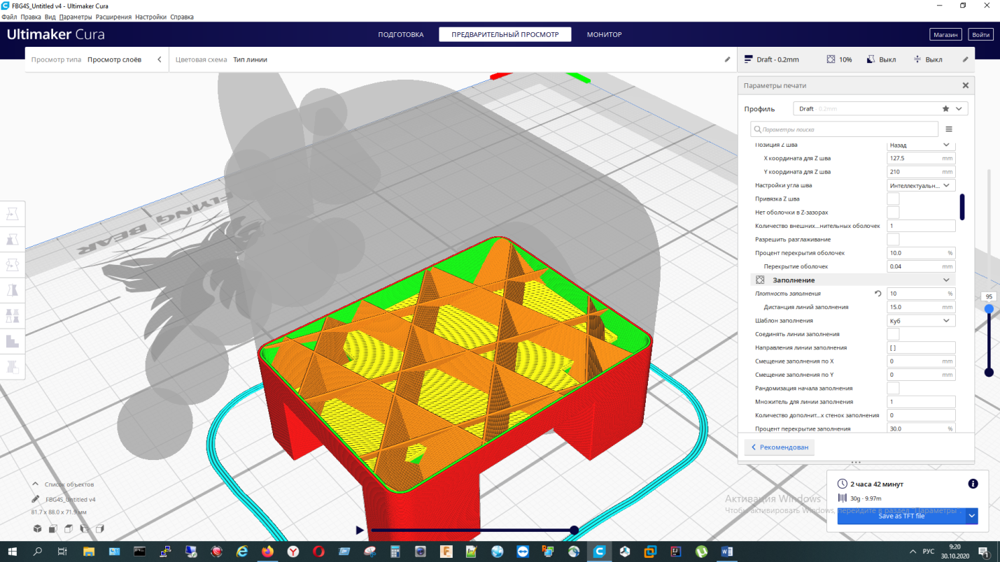 FBG4S_Untitled v4 - Ultimaker Cura
Файл Правка Вид Параметры Расширения Настройки Справка
Ultimaker Cura
ПОДГОТОВКА
ПРЕДВАРИТЕЛЬНЫЙ ПРОСМОТР
МОНИТОР
Магазин
Войти
Просмотр типа Просмотр слоёв
Цветовая схема Тип линии
Draft - 0.2mm
10%
Выкл
Выкл
Параметры печати
Профиль
Draft - 0.2mm
Параметры поиска
Позиция Z шва Назад
X координата для Z шва 127.5 mm
Y координата для Z шва 210 mm
Настройки угла шва Интеллектуальн...
Привязка Z шва
Нет оболочки в Z-зазорах
Количество внешних...нительных оболочек 1
Разрешить разглаживание
Процент перекрытия оболочек 10.0 %
Перекрытие оболочек 0.04 mm
Заполнение
Плотность заполнения 10 %
Дистанция линий заполнения 15.0 mm
Шаблон заполнения Куб
Соединять линии заполнения
Направления линии заполнения [ ]
Смещение заполнения по X 0 mm
Смещение заполнения по Y 0 mm
Рандомизация начала заполнения
Множитель для линии заполнения 1
Количество дополнит...х стенок заполнения 0
Процент перекрытие заполнения 30.0 %
Рекомендован
95
FLYING BEAR
Список объектов
FBG4S_Untitled v4
81.7 x 88.0 x 71.9 мм
2 часа 42 минут
30g · 9.97m
Save as TFT file
Активация Windows
Чтобы активировать Windows, перейдите в раздел "Параметры".
РУС
9:20
30.10.2020
1